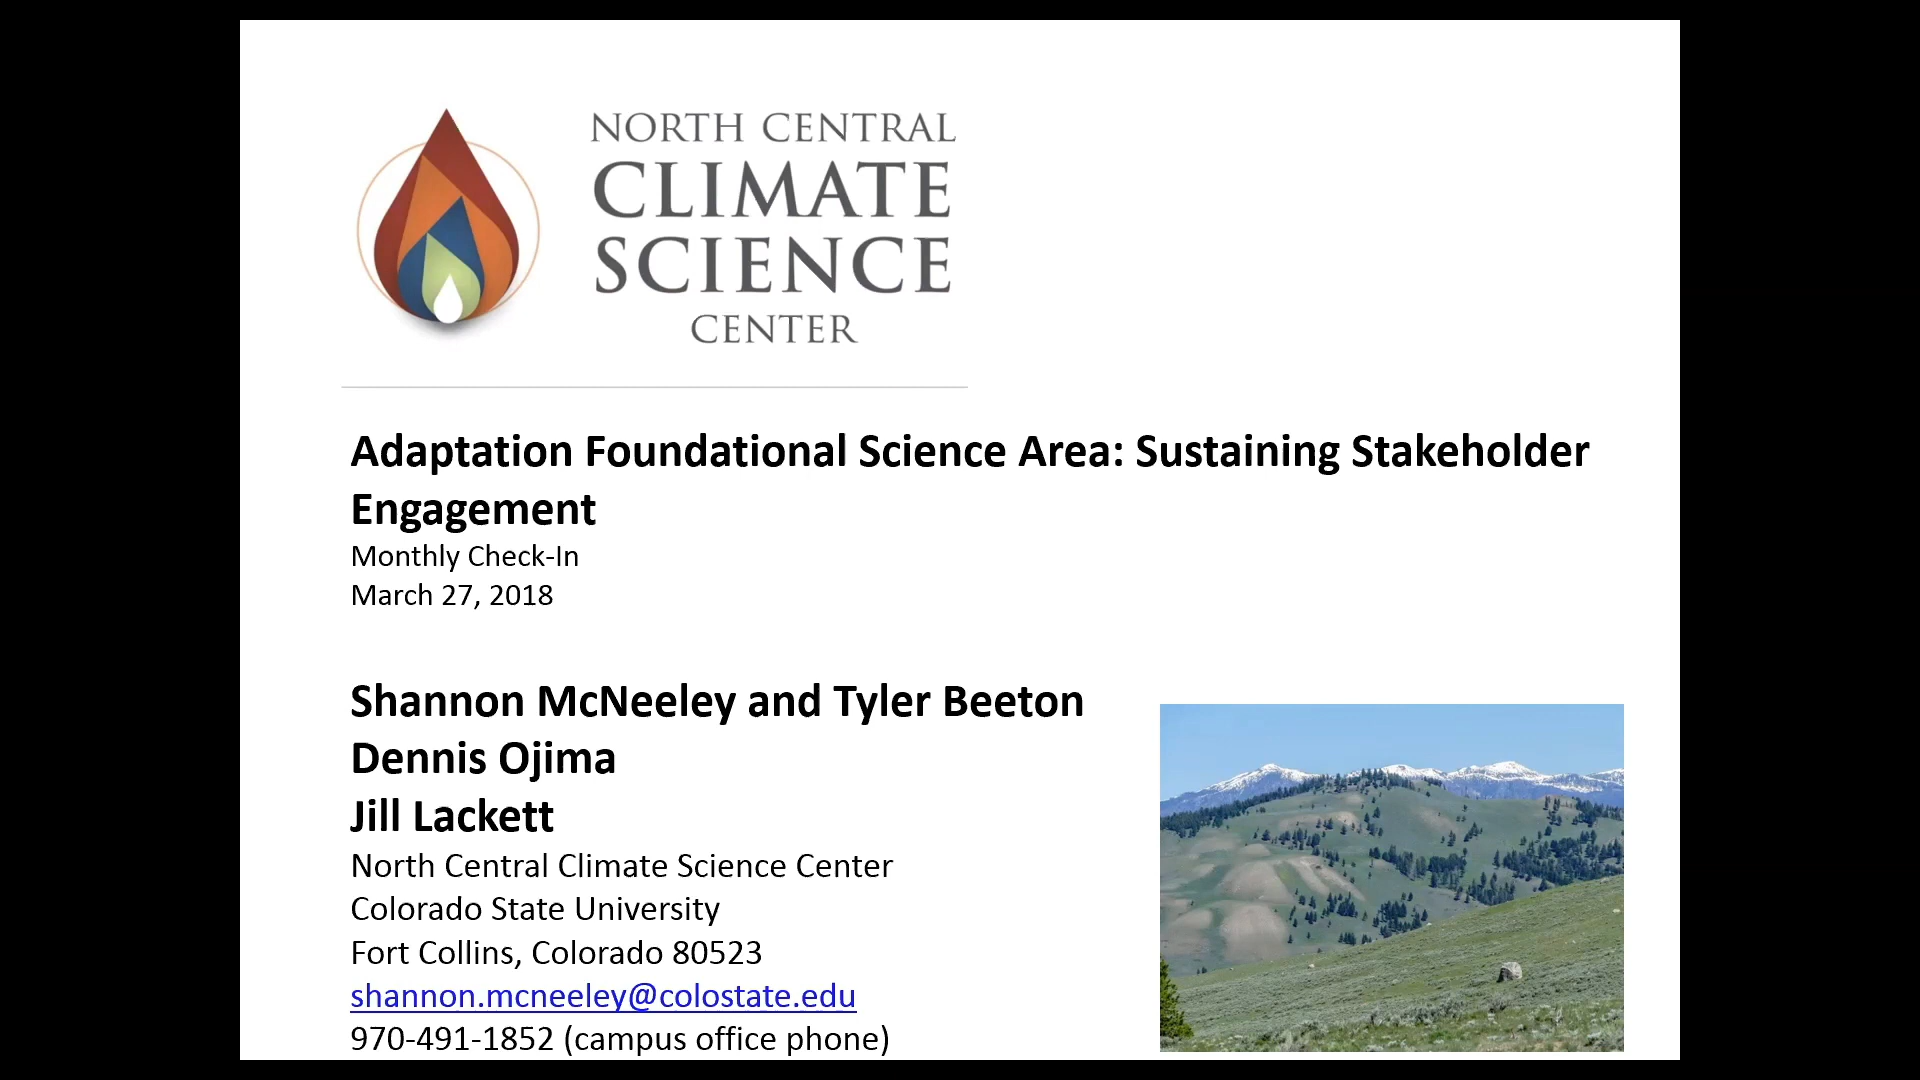 NORTH CENTRAL
CLIMATE
SCIENCE
CENTER
Adaptation Foundational Science Area: Sustaining Stakeholder
Engagement
Monthly Check-In
March 27, 2018
Shannon McNeeley and Tyler Beeton
Dennis Ojima
Jill Lackett
North Central Climate Science Center
Colorado State University
Fort Collins, Colorado 80523
shannon.mcneeley@colostate.edu
970-491-1852 (campus office phone)